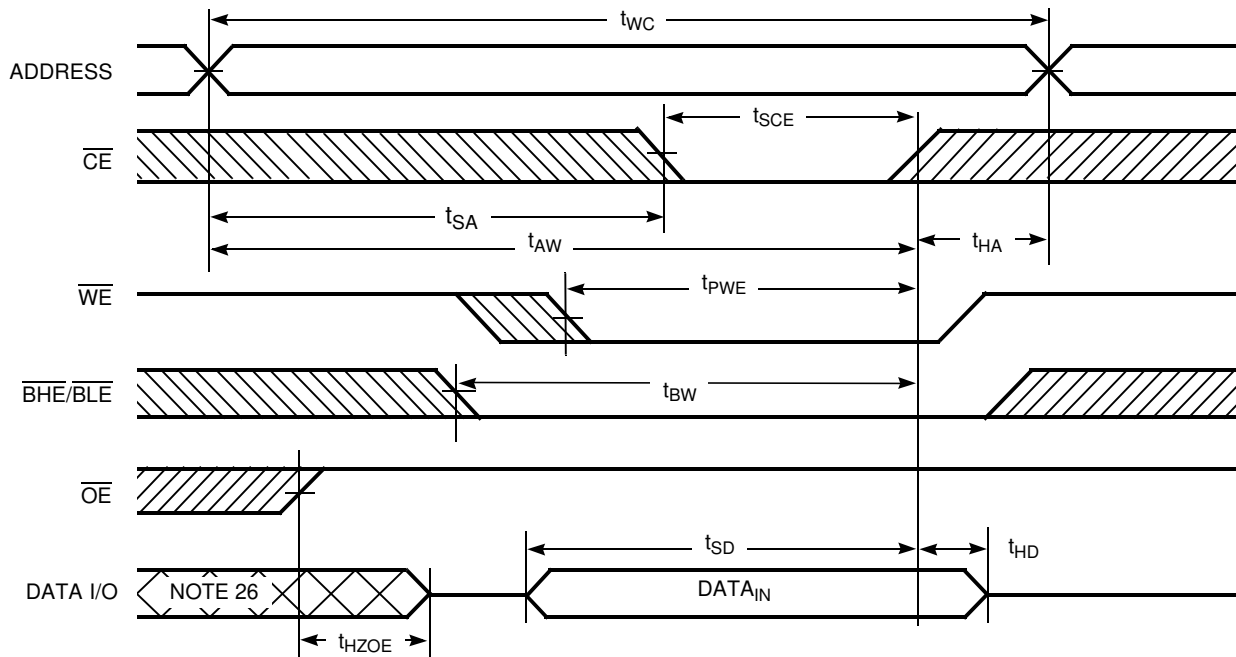 tWC
ADDRESS
tSCE
CE
tSA
tAW
tHA
WE
tPWE
BHE/BLE
tBW
OE
tSD
tHD
DATA I/O
NOTE 26
DATAIN
tHZOE